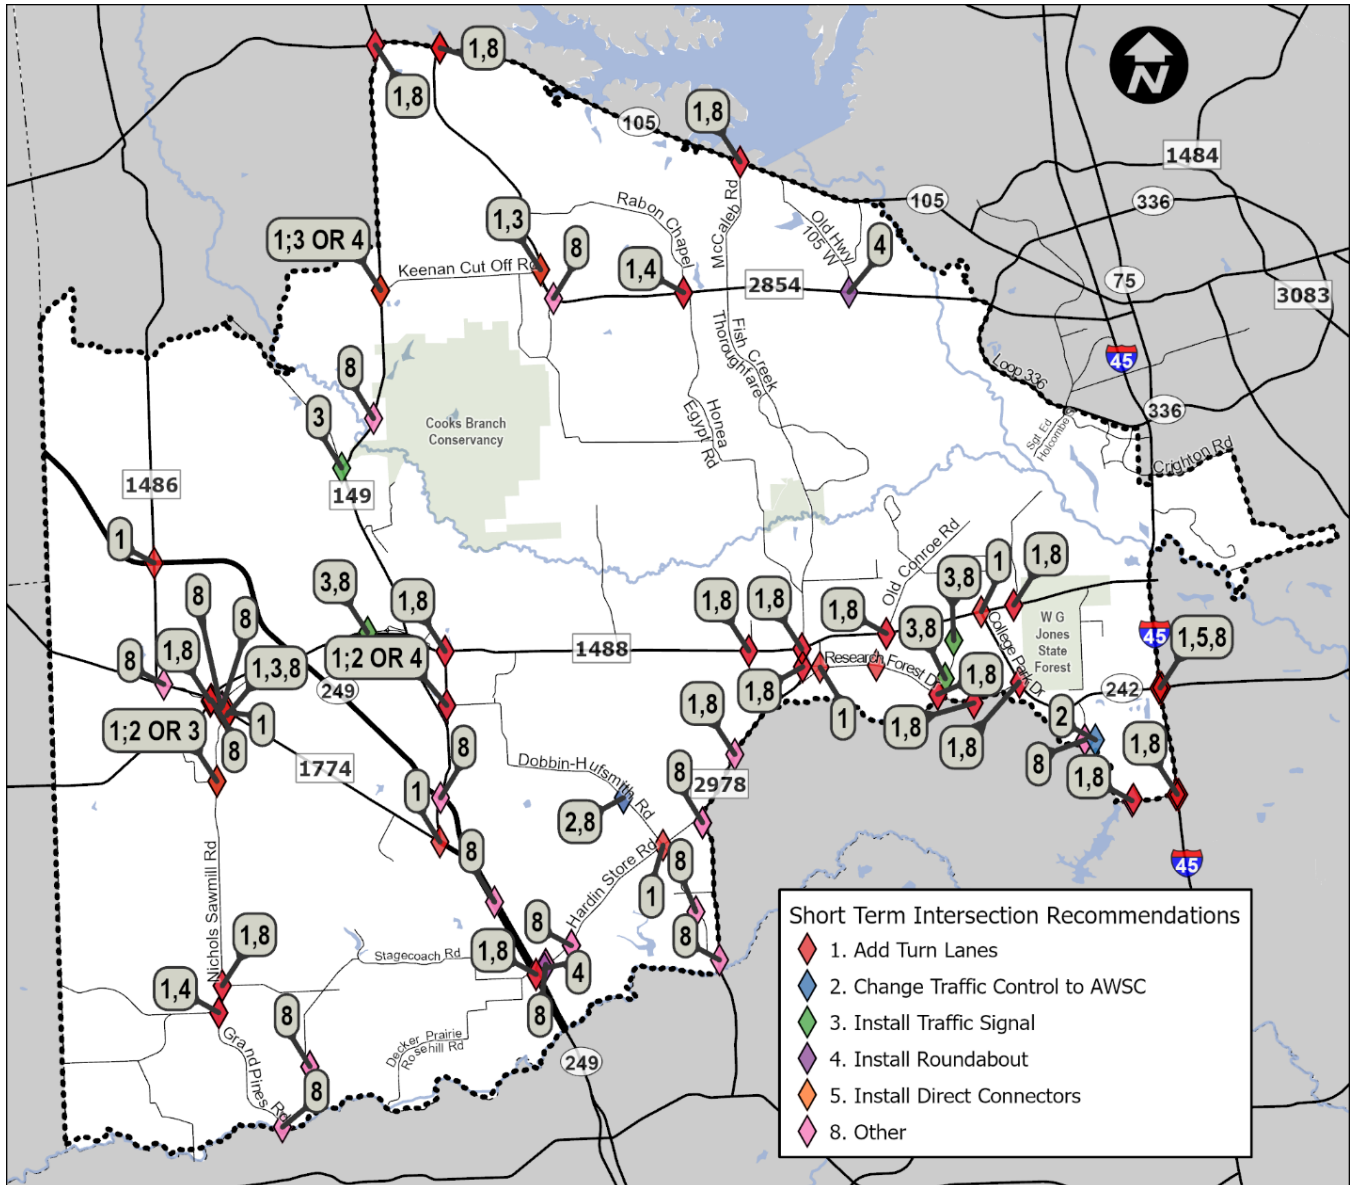 1,8
1,8
1,8
N
105
1484
105
336
Rabon Chapel
McCaleb Rd
Old Hwy
105 W
1,3
8
4
1;3 OR 4
Keenan Cut Off Rd
1,4
2854
75
3083
45
Loop 336
8
3
Cooks Branch
Conservancy
Fish Creek
Thoroughfare
Honea
Egypt Rd
336
Sgt Ed
Holcombe
Crighton Rd
1486
149
1
Old Conroe Rd
1
1,8
3,8
3,8
1,8
8
8
1,8
1,8
1,8
3,8
W G
Jones
State
Forest
College Park Dr
45
1,5,8
8
1,8
1,3,8
1;2 OR 4
1488
Research Forest Dr
1,8
249
1,8
242
1;2 OR 3
8
1
1,8
1
1,8
1,8
2
8
1,8
1,8
1774
8
1
Dobbin-Hufsmith Rd
8
2978
2,8
45
8
Hardin Store Rd
1
8
Nichols Sawmill Rd
1,8
1,4
Stagecoach Rd
1,8
8
4
8
8
8
Grand Pines Rd
8
Decker Prairie
Rosehill Rd
249
Short Term Intersection Recommendations
1. Add Turn Lanes
2. Change Traffic Control to AWSC
3. Install Traffic Signal
4. Install Roundabout
5. Install Direct Connectors
8. Other